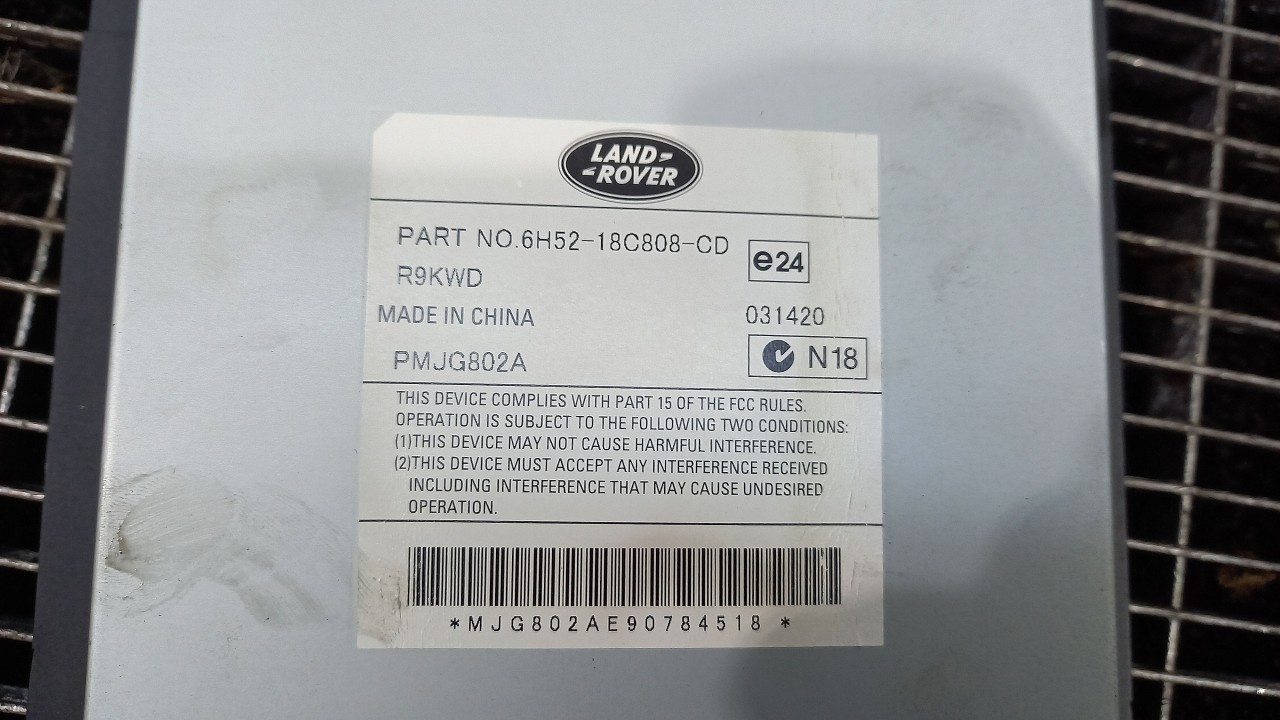 LAND-
-ROVER
PART NO.6H52-18C808-CD
e24
R9KWD
MADE IN CHINA
031420
PMJG802A
N18
THIS DEVICE COMPLIES WITH PART 15 OF THE FCC RULES.
OPERATION IS SUBJECT TO THE FOLLOWING TWO CONDITIONS:
(1)THIS DEVICE MAY NOT CAUSE HARMFUL INTERFERENCE.
(2)THIS DEVICE MUST ACCEPT ANY INTERFERENCE RECEIVED
INCLUDING INTERFERENCE THAT MAY CAUSE UNDESIRED
OPERATION.
*MJG802AE90784518*